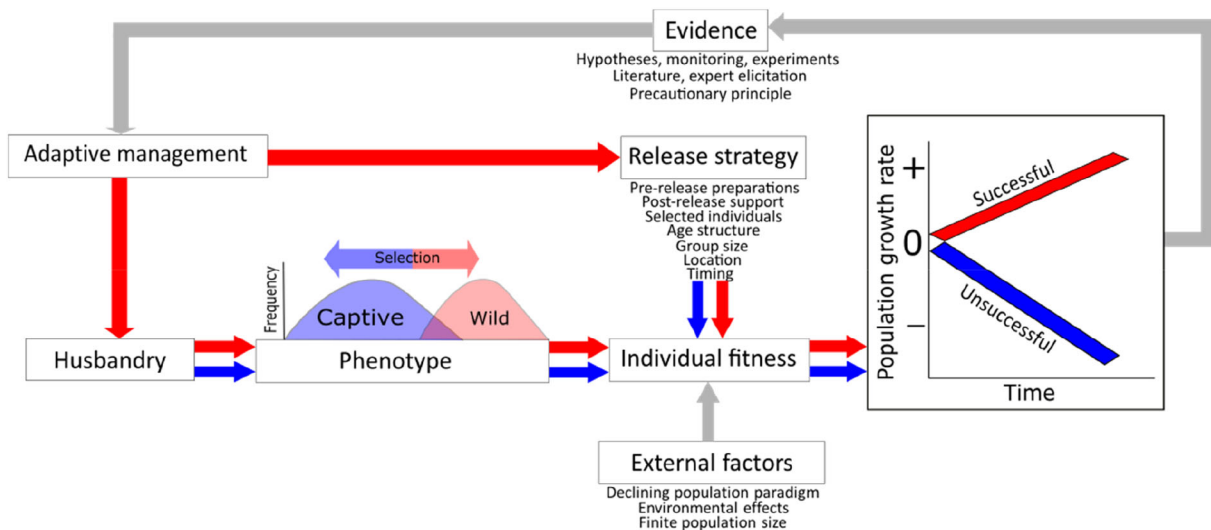 Evidence
Hypotheses, monitoring, experiments
Literature, expert elicitation
Precautionary principle
Adaptive management
Release strategy
Pre-release preparations
Post-release support
Selected individuals
Age structure
Group size
Location
Timing
Selection
Frequency
Captive
Wild
Husbandry
Phenotype
Individual fitness
External factors
Declining population paradigm
Environmental effects
Finite population size
Population growth rate
+
0
−
Successful
Unsuccessful
Time